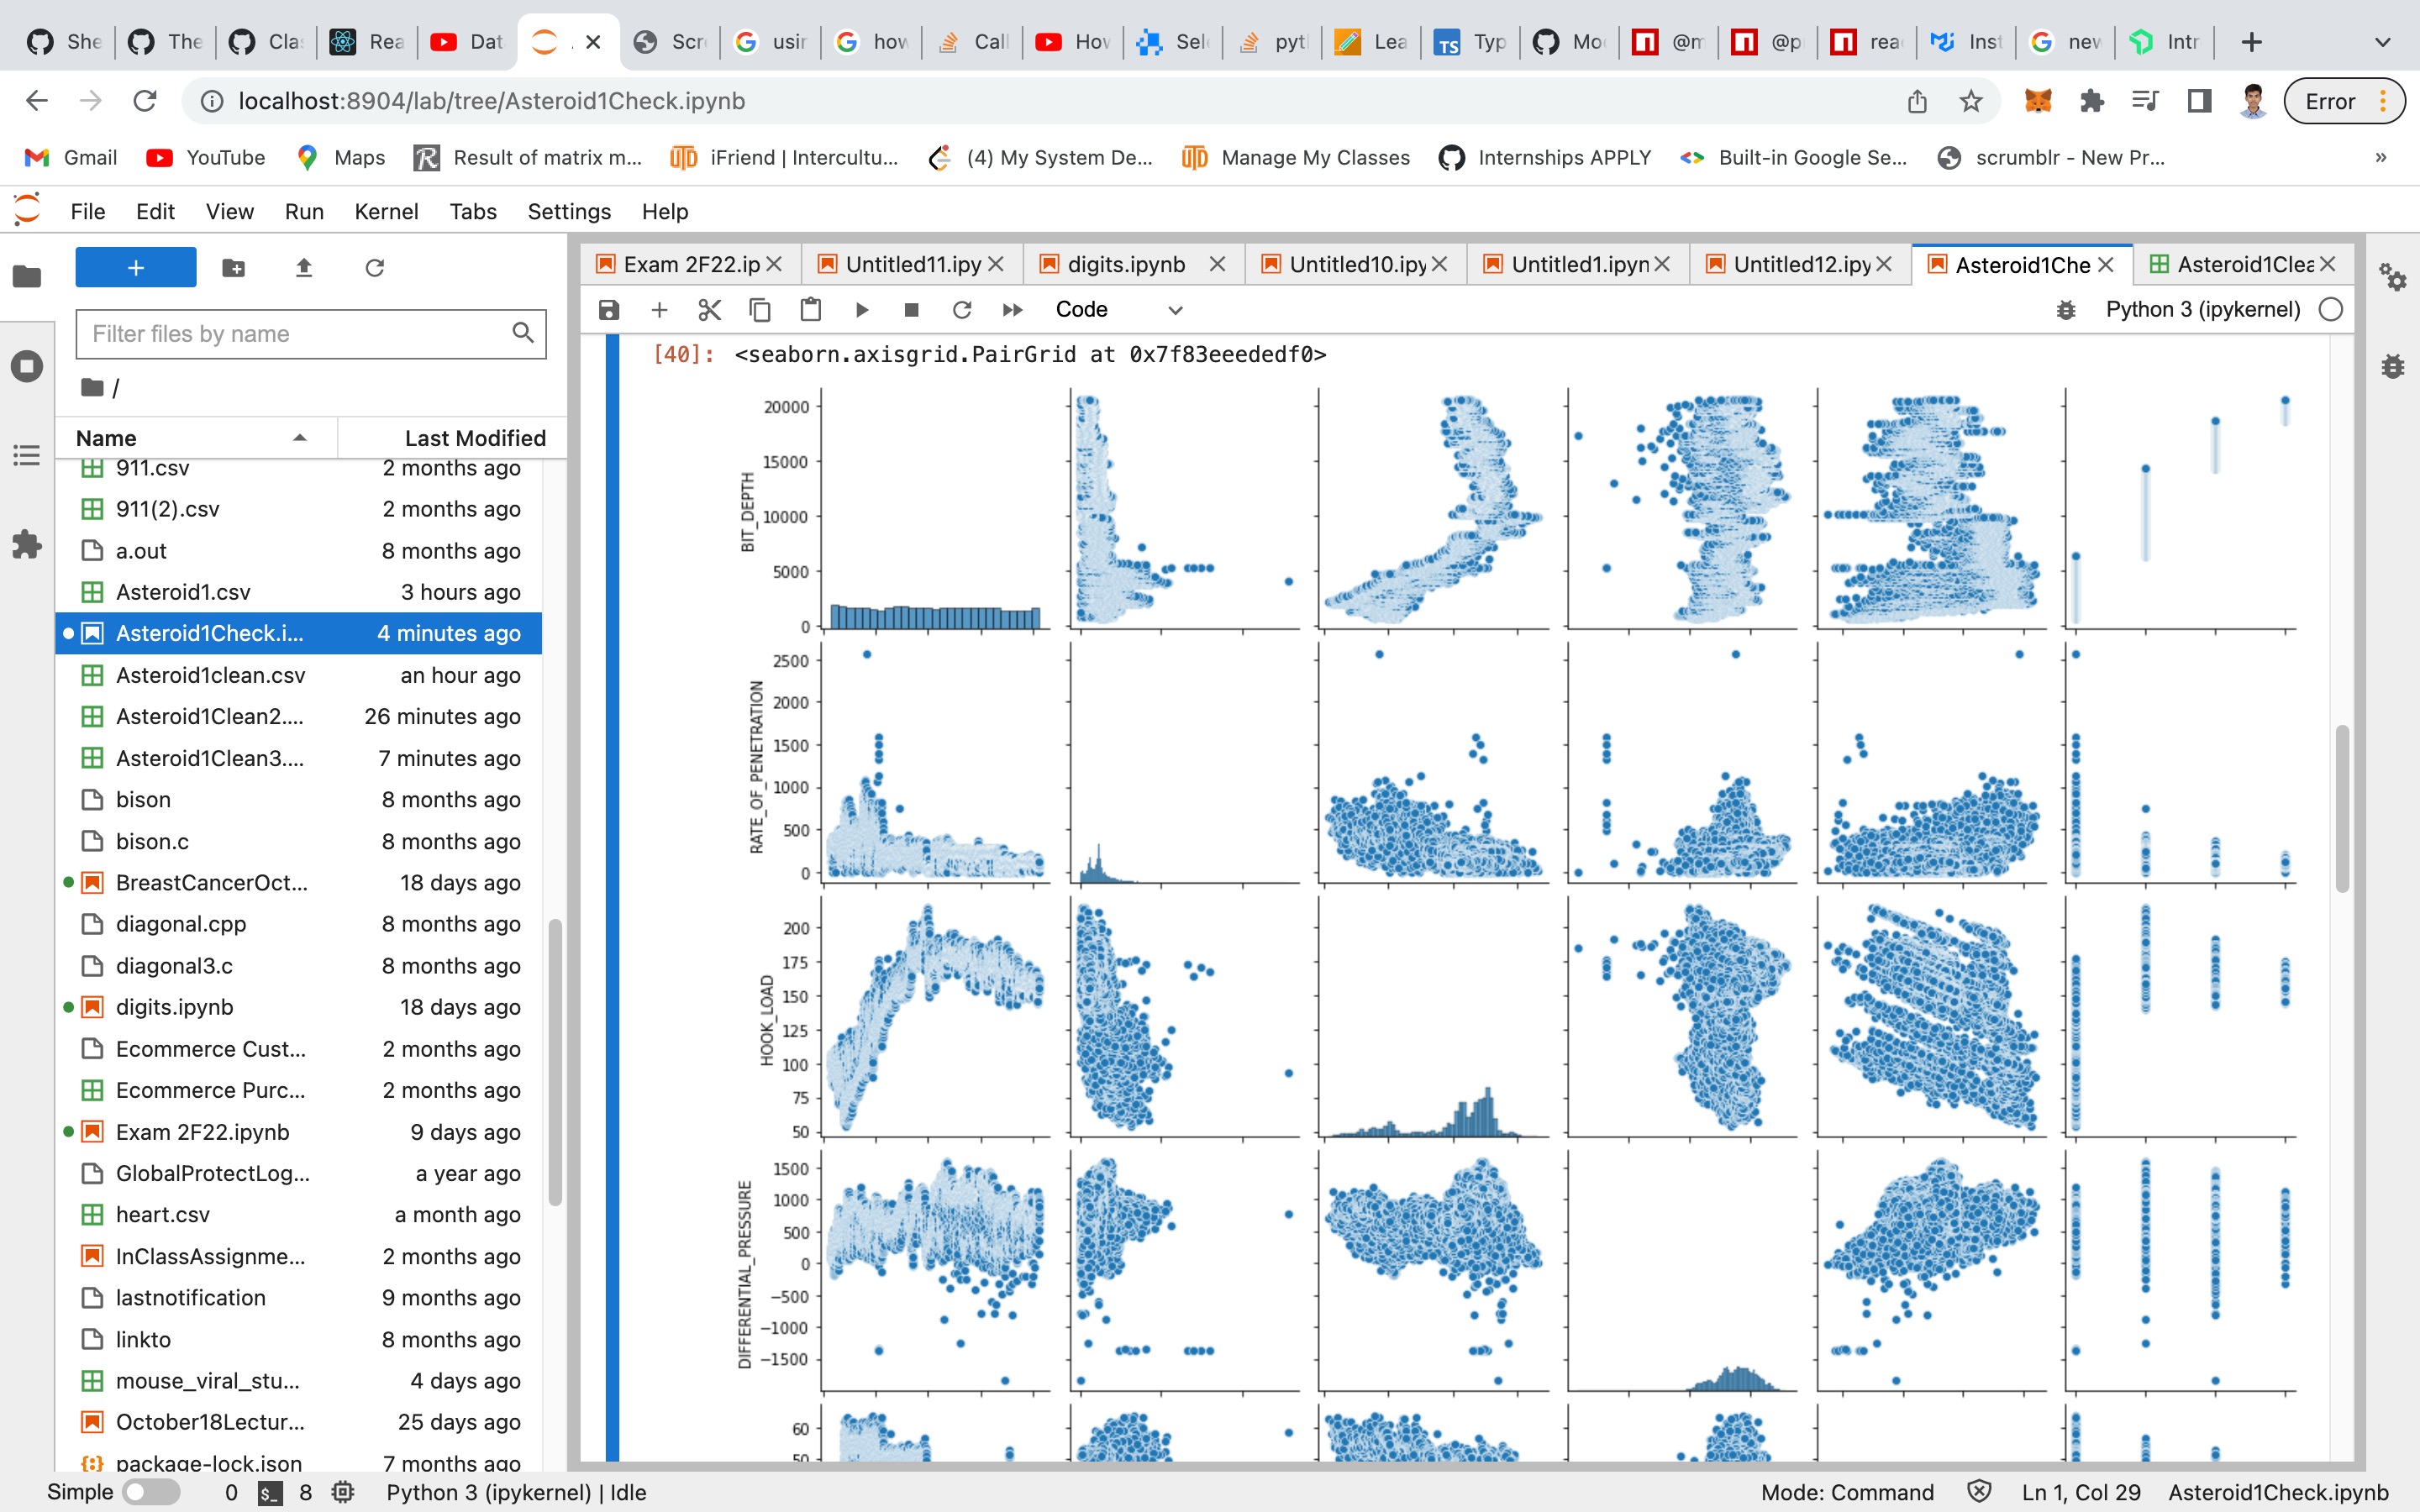 She The Cla Rea Dat Scr usin how Call How Sele pyt Lea Typ Moc @m @p rea Inst new Intr
localhost:8904/lab/tree/Asteroid1Check.ipynb Error
Gmail YouTube Maps Result of matrix m... iFriend | Intercultu... (4) My System De... Manage My Classes Internships APPLY Built-in Google Se... scrumblr - New Pr... »
File Edit View Run Kernel Tabs Settings Help
Exam 2F22.ip Untitled11.ipy digits.ipynb Untitled10.ipy Untitled1.ipyn Untitled12.ipy Asteroid1Che Asteroid1Clea
Code Python 3 (ipykernel)
Filter files by name
/
Name Last Modified
911.csv 2 months ago
911(2).csv 2 months ago
a.out 8 months ago
Asteroid1.csv 3 hours ago
Asteroid1Check.i... 4 minutes ago
Asteroid1clean.csv an hour ago
Asteroid1Clean2.... 26 minutes ago
Asteroid1Clean3.... 7 minutes ago
bison 8 months ago
bison.c 8 months ago
BreastCancerOct... 18 days ago
diagonal.cpp 8 months ago
diagonal3.c 8 months ago
digits.ipynb 18 days ago
Ecommerce Cust... 2 months ago
Ecommerce Purc... 2 months ago
Exam 2F22.ipynb 9 days ago
GlobalProtectLog... a year ago
heart.csv a month ago
InClassAssignme... 2 months ago
lastnotification 9 months ago
linkto 8 months ago
mouse_viral_stu... 4 days ago
October18Lectur... 25 days ago
package-lock.json 7 months ago
[40]: <seaborn.axisgrid.PairGrid at 0x7f83eeededf0>
BIT_DEPTH
20000
15000
10000
5000
0
RATE_OF_PENETRATION
2500
2000
1500
1000
500
0
HOOK_LOAD
200
175
150
125
100
75
50
DIFFERENTIAL_PRESSURE
1500
1000
500
0
−500
−1000
−1500
60
50
Simple 0 $_ 8 Python 3 (ipykernel) | Idle Mode: Command Ln 1, Col 29 Asteroid1Check.ipynb